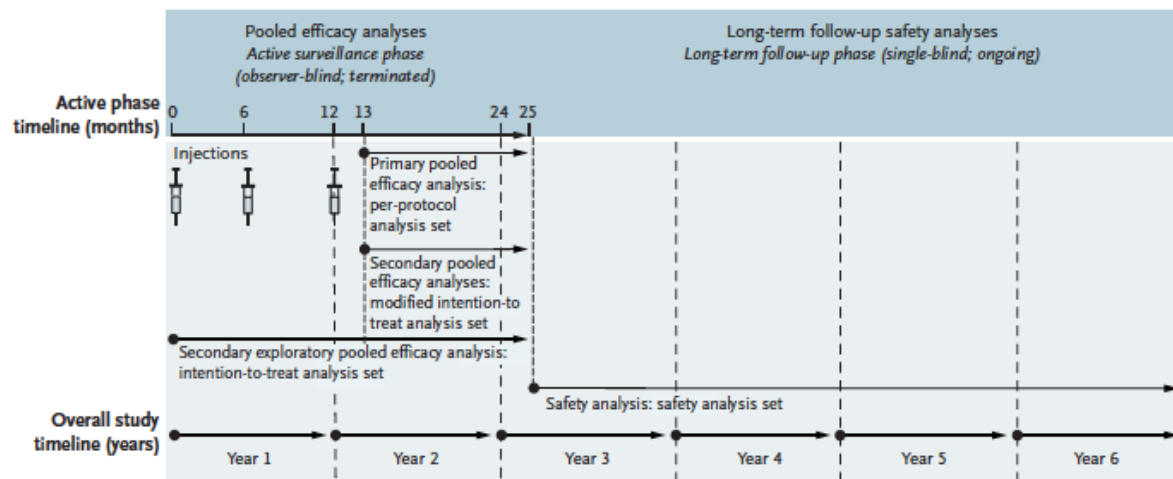 Pooled efficacy analyses
Active surveillance phase
(observer-blind; terminated)
Long-term follow-up safety analyses
Long-term follow-up phase (single-blind; ongoing)
Active phase
timeline (months)
0 6 12 13 24 25
Injections
Primary pooled
efficacy analysis:
per-protocol
analysis set
Secondary pooled
efficacy analyses:
modified intention-to
treat analysis set
Secondary exploratory pooled efficacy analysis:
intention-to-treat analysis set
Safety analysis: safety analysis set
Overall study
timeline (years)
Year 1 Year 2 Year 3 Year 4 Year 5 Year 6